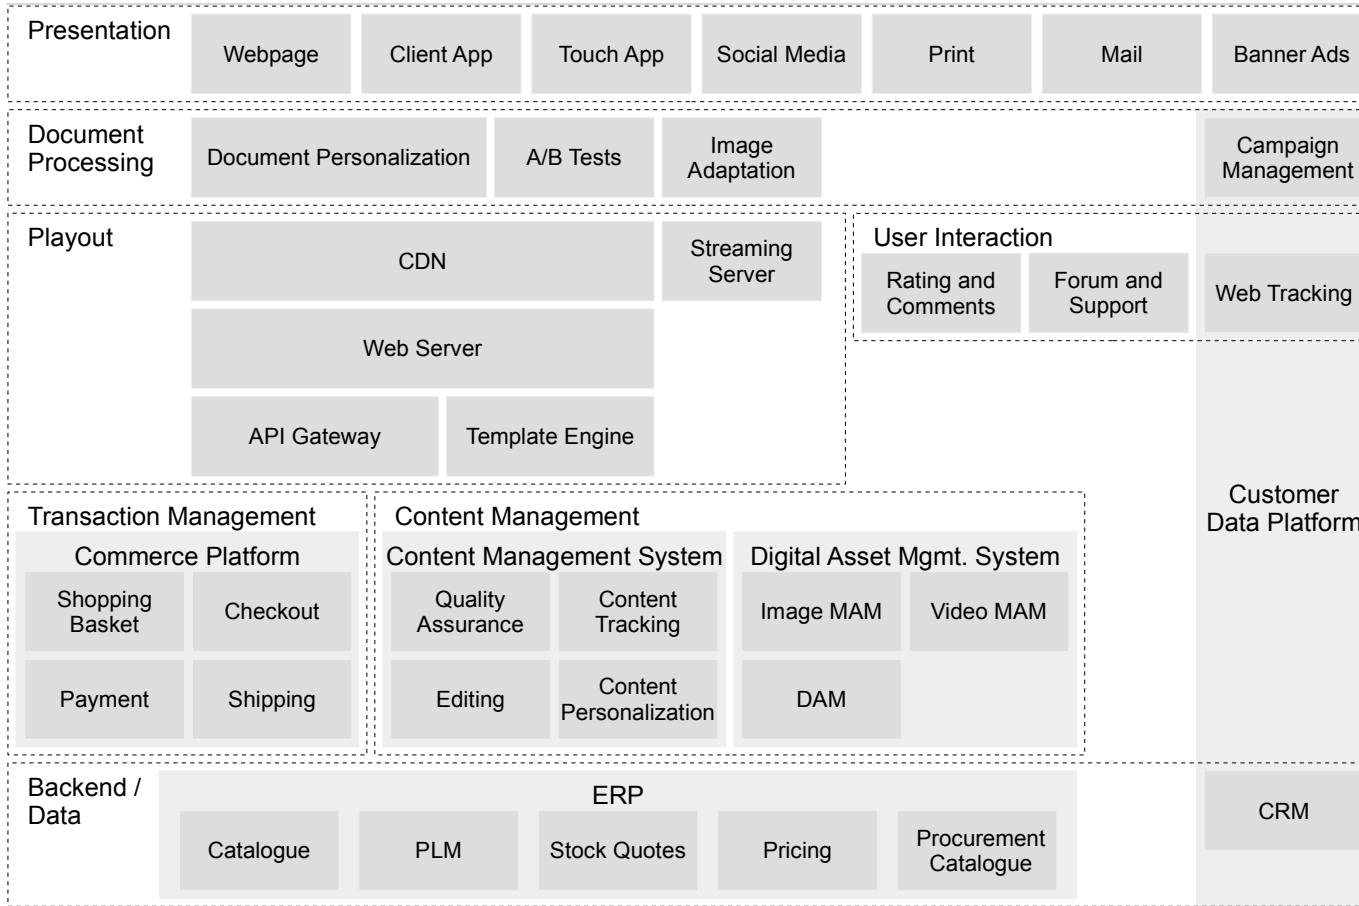 Presentation
Webpage
Client App
Touch App
Social Media
Print
Mail
Banner Ads
Document
Processing
Document Personalization
A/B Tests
Image
Adaptation
Campaign
Management
Playout
CDN
Streaming
Server
Web Server
API Gateway
Template Engine
User Interaction
Rating and
Comments
Forum and
Support
Web Tracking
Customer
Data Platform
Transaction Management
Commerce Platform
Shopping
Basket
Checkout
Payment
Shipping
Content Management
Content Management System
Quality
Assurance
Content
Tracking
Editing
Content
Personalization
Digital Asset Mgmt. System
Image MAM
Video MAM
DAM
Backend /
Data
ERP
Catalogue
PLM
Stock Quotes
Pricing
Procurement
Catalogue
CRM